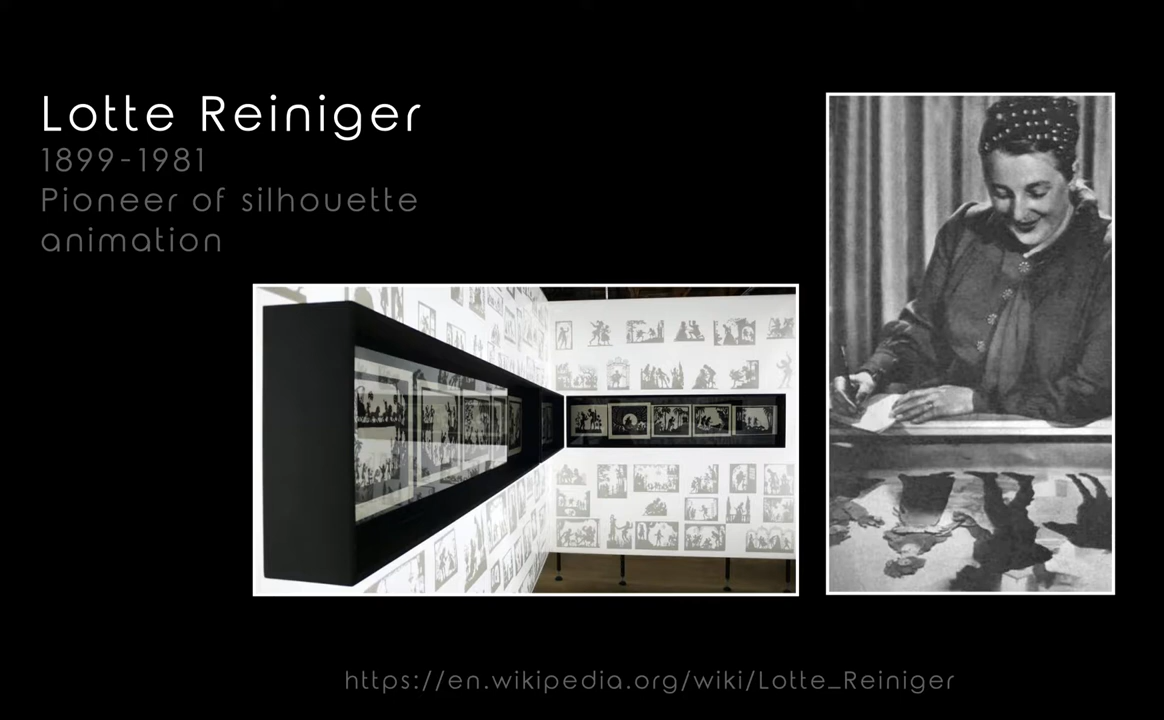 Lotte Reiniger
1899-1981
Pioneer of silhouette
animation
https://en.wikipedia.org/wiki/Lotte_Reiniger